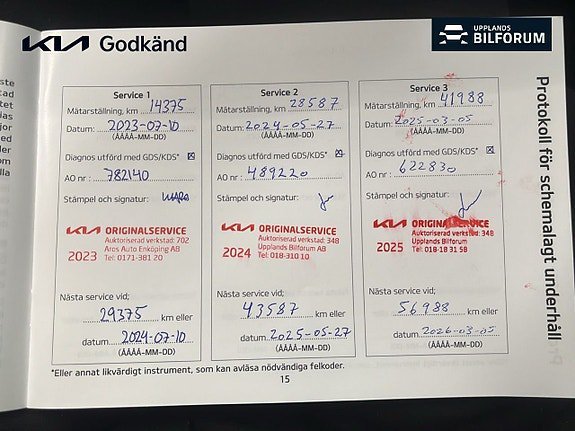 KIA Godkänd
UPPLANDS
BILFORUM
Protokoll för schemalagt underhåll
Service 1
Mätarställning, km 14375
Datum: 2023-07-10
(ÅÅÅÅ-MM-DD)
Diagnos utförd med GDS/KDS* ☒
AO nr : 782140
Stämpel och signatur:
KIA ORIGINALSERVICE
Auktoriserad verkstad: 702
2023 Aros Auto Enköping AB
Tel: 0171-381 20
Nästa service vid;
29375 km eller
datum 2024-07-10
(ÅÅÅÅ-MM-DD)
Service 2
Mätarställning, km 28587
Datum: 2024-05-27
(ÅÅÅÅ-MM-DD)
Diagnos utförd med GDS/KDS* ☒
AO nr : 489220
Stämpel och signatur:
KIA ORIGINALSERVICE
Auktoriserad verkstad: 348
2024 Upplands Bilforum AB
Tel: 018-310 10
Nästa service vid;
43587 km eller
datum 2025-05-27
(ÅÅÅÅ-MM-DD)
Service 3
Mätarställning, km 41988
Datum: 2025-03-05
(ÅÅÅÅ-MM-DD)
Diagnos utförd med GDS/KDS* ☒
AO nr : 622830
Stämpel och signatur:
KIA ORIGINALSERVICE
Auktoriserad verkstad: 348
2025 Upplands Bilforum
Tel: 018-18 31 58
Nästa service vid;
56988 km eller
datum 2026-03-05
(ÅÅÅÅ-MM-DD)
*Eller annat likvärdigt instrument, som kan avläsa nödvändiga felkoder.
15